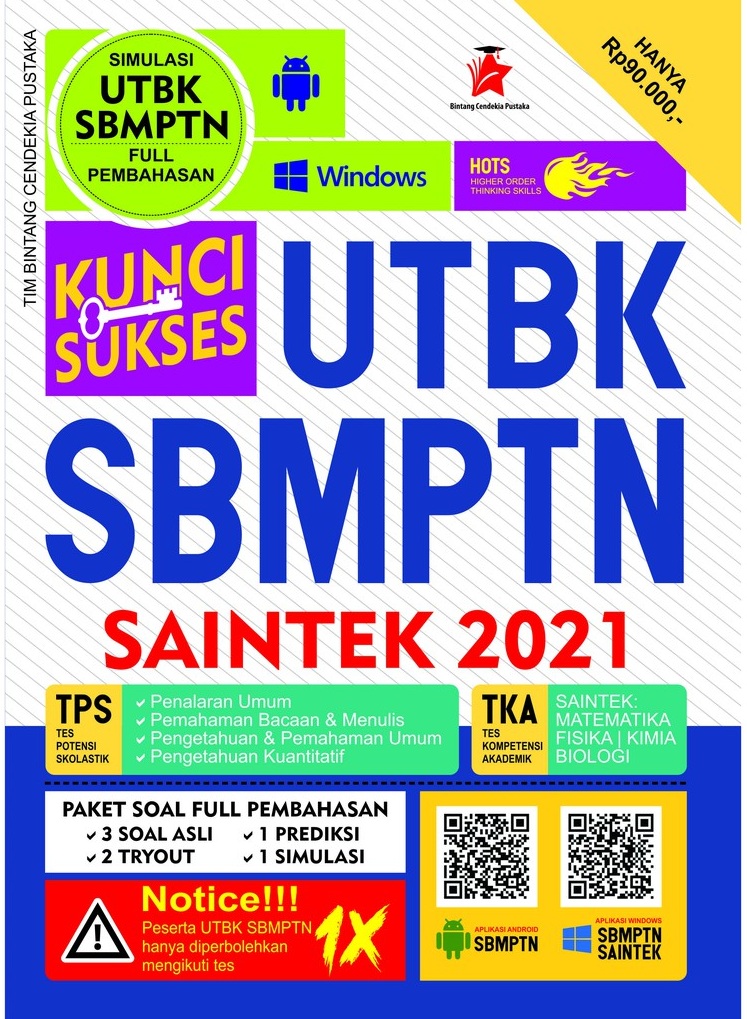 TIM BINTANG CENDEKIA PUSTAKA
SIMULASI
UTBK
SBMPTN
FULL
PEMBAHASAN
Bintang Cendekia Pustaka
HANYA
Rp90.000,-
Windows
HOTS
HIGHER ORDER
THINKING SKILLS
KUNCI
SUKSES
UTBK
SBMPTN
SAINTEK 2021
TPS
TES
POTENSI
SKOLASTIK
Penalaran Umum
Pemahaman Bacaan & Menulis
Pengetahuan & Pemahaman Umum
Pengetahuan Kuantitatif
TKA
TES
KOMPETENSI
AKADEMIK
SAINTEK:
MATEMATIKA
FISIKA | KIMIA
BIOLOGI
PAKET SOAL FULL PEMBAHASAN
3 SOAL ASLI
1 PREDIKSI
2 TRYOUT
1 SIMULASI
Notice!!!
Peserta UTBK SBMPTN
hanya diperbolehkan
mengikuti tes
1X
APLIKASI ANDROID
SBMPTN
APLIKASI WINDOWS
SBMPTN
SAINTEK